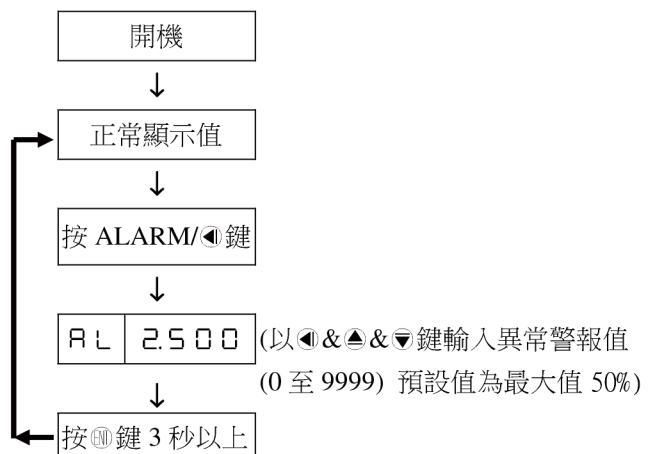 開機
↓
正常顯示值
↓
按 ALARM/◀鍵
↓
AL 2.500 (以◀&▲&▼鍵輸入異常警報值
(0 至 9999) 預設值為最大值 50%)
↓
按END鍵 3 秒以上